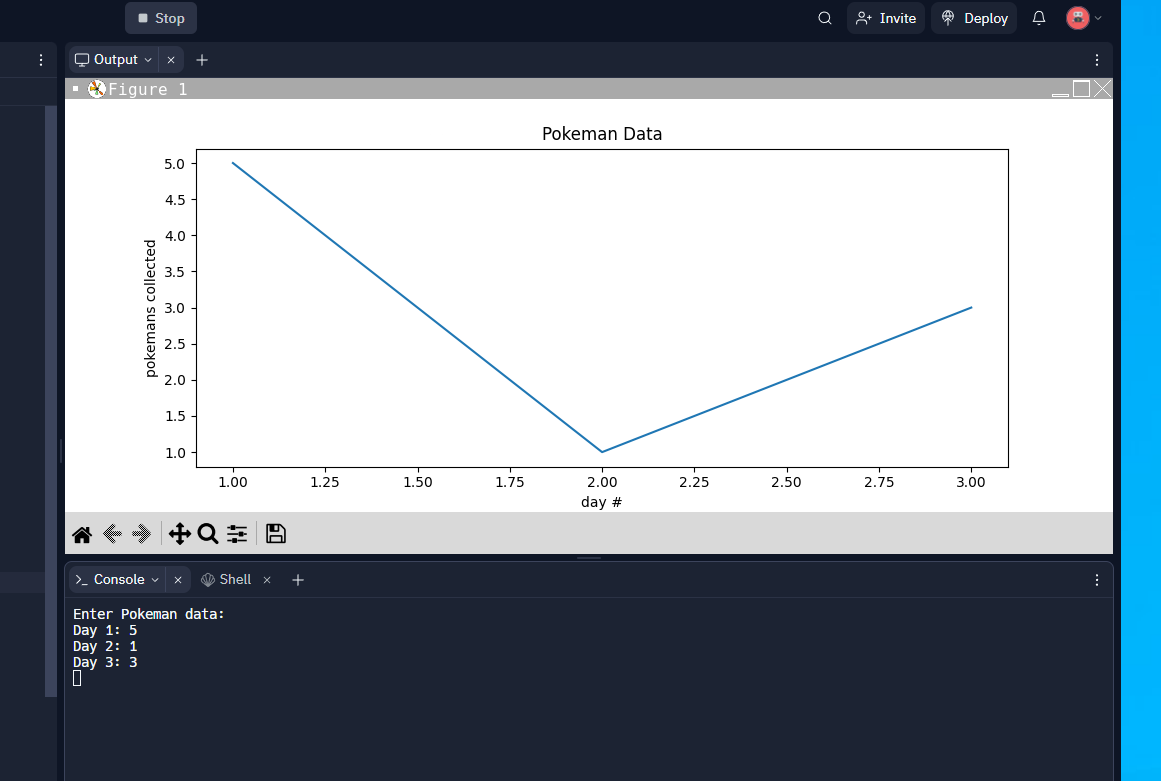 Stop
Invite
Deploy
Output
Figure 1
Pokeman Data
pokemans collected
5.0
4.5
4.0
3.5
3.0
2.5
2.0
1.5
1.0
1.00 1.25 1.50 1.75 2.00 2.25 2.50 2.75 3.00
day #
>_ Console
Shell
Enter Pokeman data:
Day 1: 5
Day 2: 1
Day 3: 3